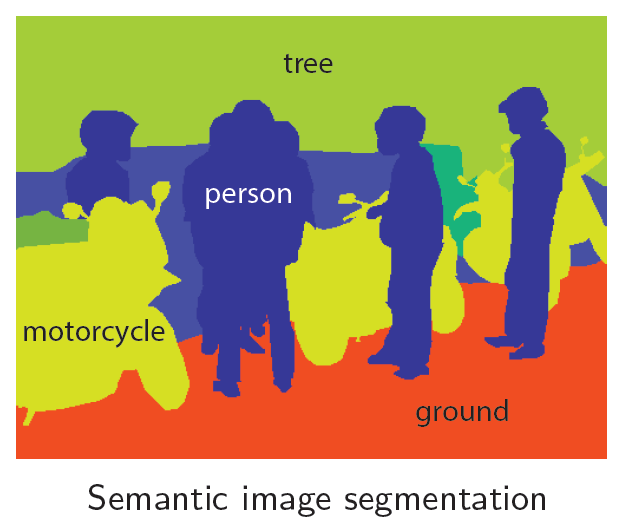 tree
person
motorcycle
ground
Semantic image segmentation